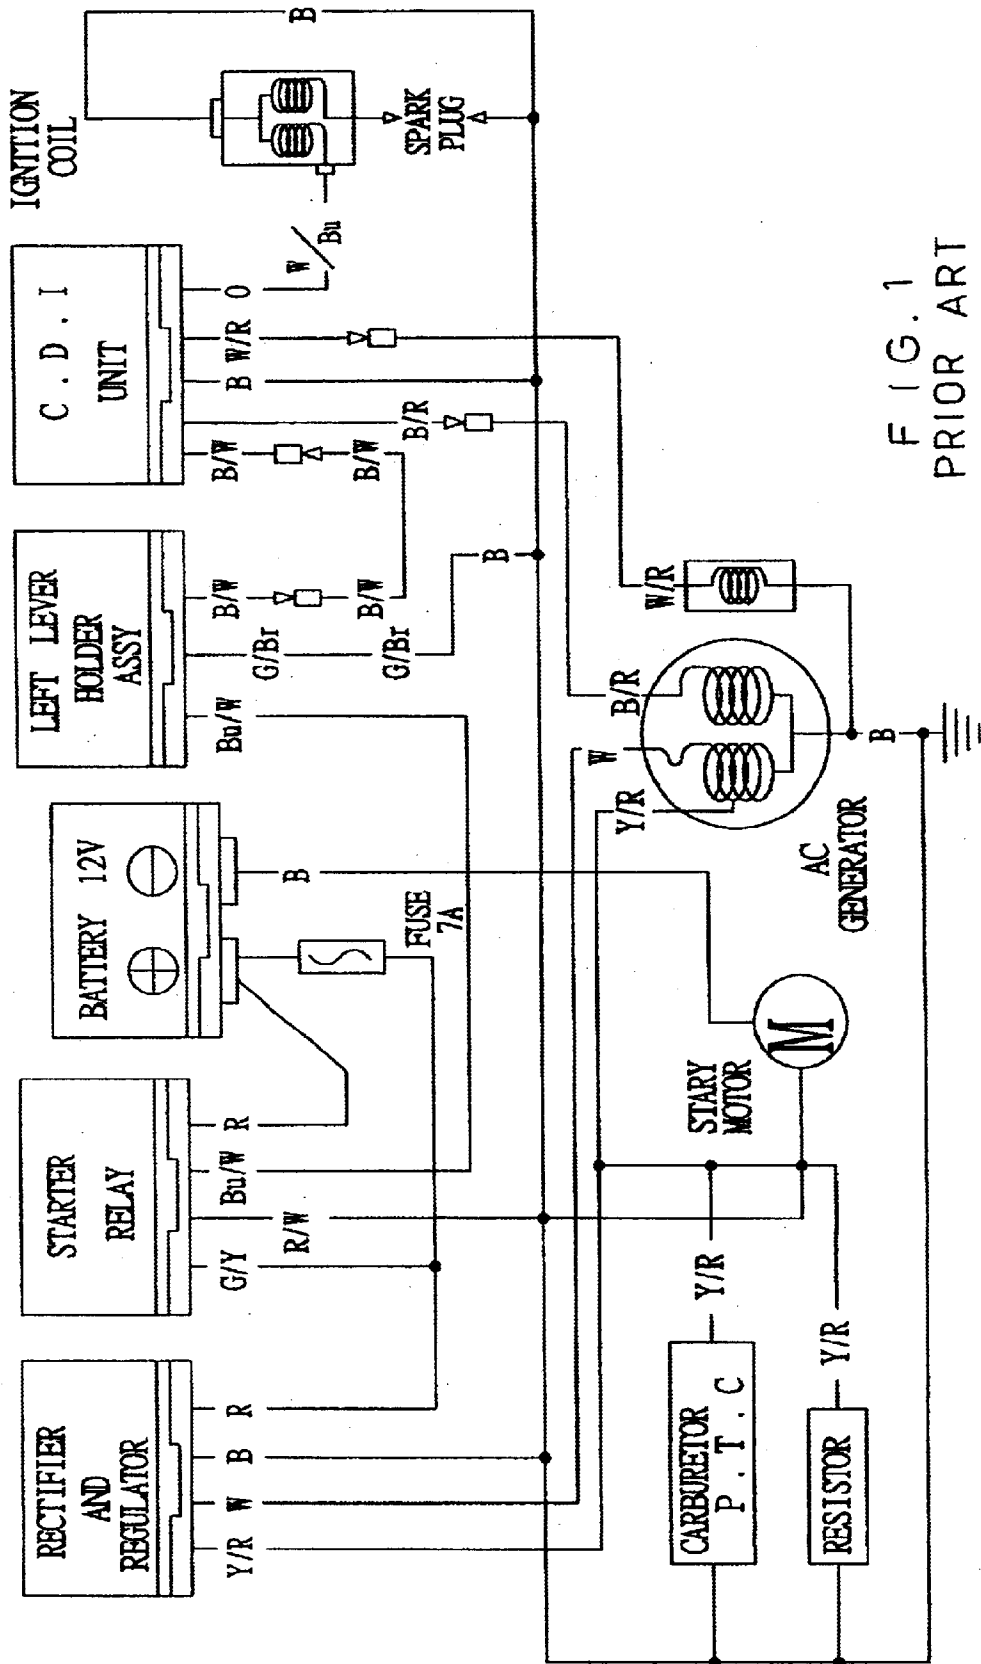 RECTIFIER
AND
REGULATOR
Y/R
W
B
R
STARTER
RELAY
G/Y
R/W
Bu/W
R
BATTERY 12V
FUSE
7A
B
LEFT LEVER
HOLDER
ASSY
Bu/W
G/Br
G/Br
B/W
B/W
B
C.D.I
UNIT
B/W
B/W
B/R
B
W/R
O
W
Bu
IGNITION
COIL
B
SPARK
PLUG
CARBURETOR
P.T.C
Y/R
RESISTOR
Y/R
STARY
MOTOR
M
AC
GENERATOR
Y/R
W
B/R
W/R
B
FIG.1
PRIOR ART